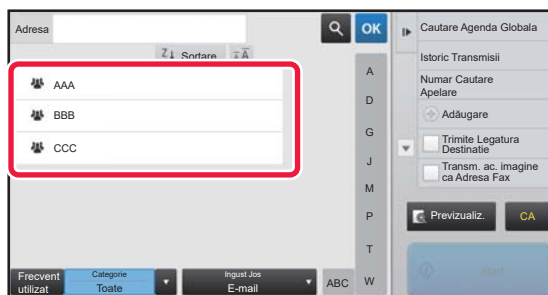 Adresa
OK
Sortare
AAA
BBB
CCC
A
D
G
J
M
P
T
W
ABC
Cautare Agenda Globala
Istoric Transmisii
Numar Cautare
Apelare
Adăugare
Trimite Legatura
Destinatie
Transm. ac. imagine
ca Adresa Fax
Previzualiz.
CA
Start
Frecvent
utilizat
Categorie
Toate
Ingust Jos
E-mail